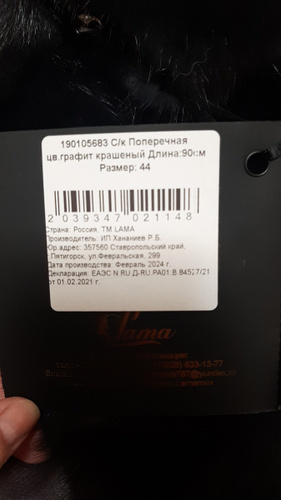 190105683 С/к Поперечная
цв.графит крашеный Длина:90см
Размер: 44
2 039347 021148
Страна: Россия, TM LAMA
Производитель: ИП Хананиев Р.Б.
Юр.адрес: 357560 Ставропольский край,
г.Пятигорск, ул.Февральская, 299
Дата производства: Февраль 2024 г.
Декларация: ЕАЭС N RU Д-RU.РА01.В.84527/21
от 01.02.2021 г.
Lama